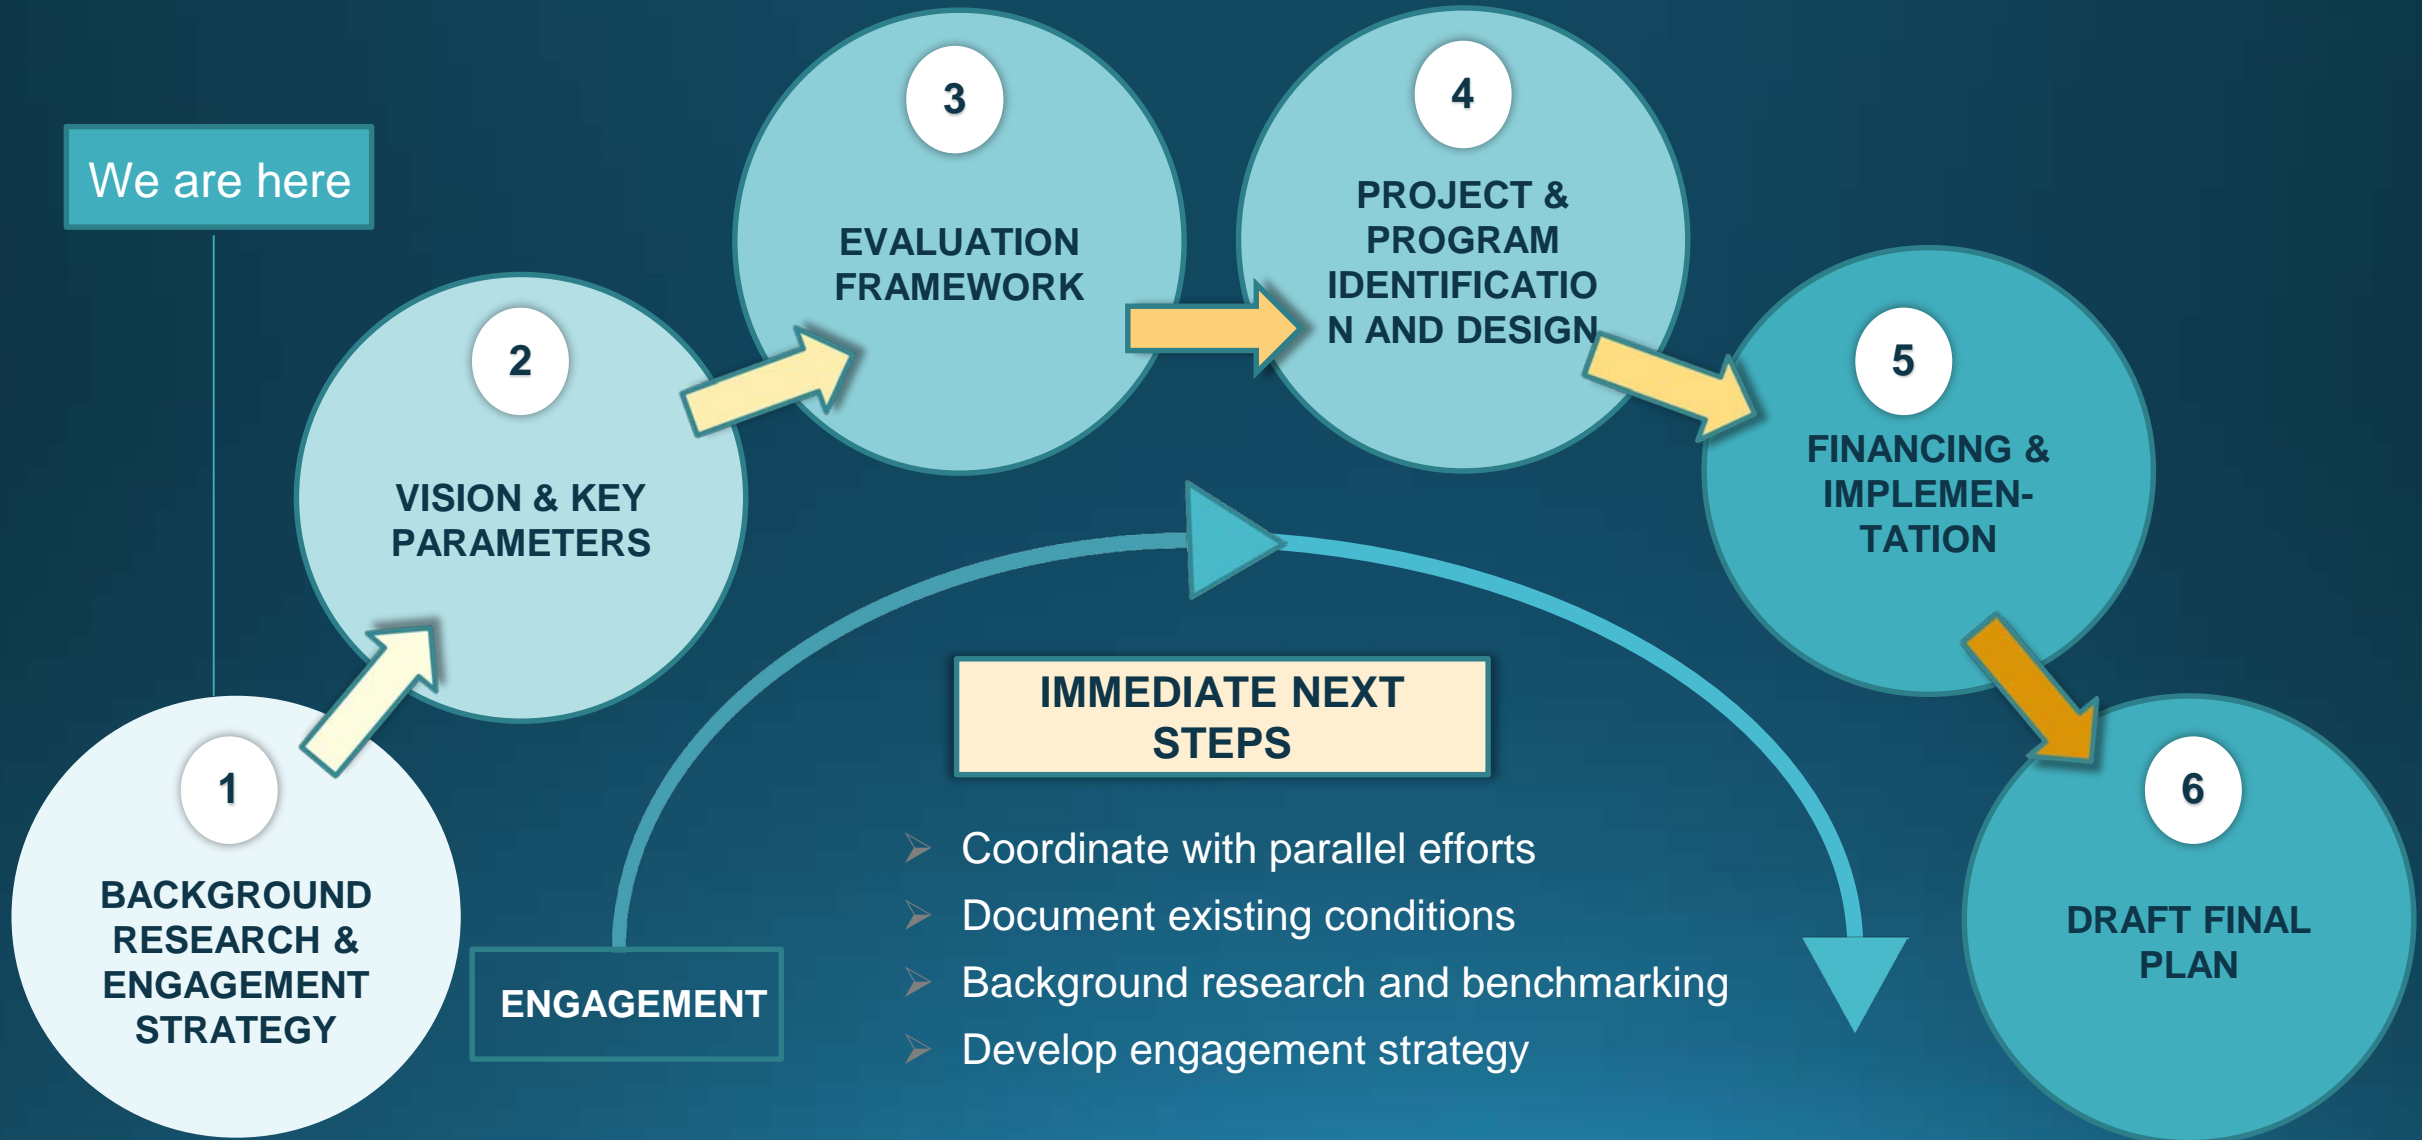 We are here
1
BACKGROUND
RESEARCH &
ENGAGEMENT
STRATEGY
2
VISION & KEY
PARAMETERS
3
EVALUATION
FRAMEWORK
4
PROJECT &
PROGRAM
IDENTIFICATIO
N AND DESIGN
5
FINANCING &
IMPLEMEN-
TATION
6
DRAFT FINAL
PLAN
ENGAGEMENT
IMMEDIATE NEXT
STEPS
Coordinate with parallel efforts
Document existing conditions
Background research and benchmarking
Develop engagement strategy